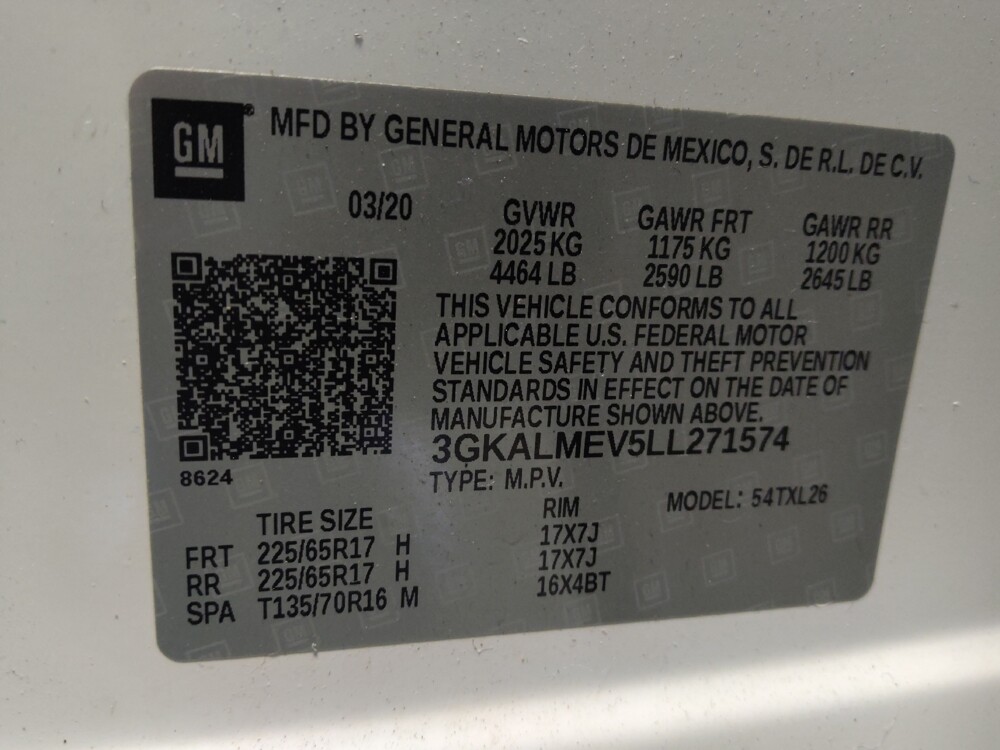 GM ® MFD BY GENERAL MOTORS DE MEXICO, S. DE R.L. DE C.V.
03/20
GVWR GAWR FRT GAWR RR
2025 KG 1175 KG 1200 KG
4464 LB 2590 LB 2645 LB
THIS VEHICLE CONFORMS TO ALL
APPLICABLE U.S. FEDERAL MOTOR
VEHICLE SAFETY AND THEFT PREVENTION
STANDARDS IN EFFECT ON THE DATE OF
MANUFACTURE SHOWN ABOVE.
3GKALMEV5LL271574
8624
TYPE: M.P.V. MODEL: 54TXL26
TIRE SIZE RIM
FRT 225/65R17 H 17X7J
RR 225/65R17 H 17X7J
SPA T135/70R16 M 16X4BT